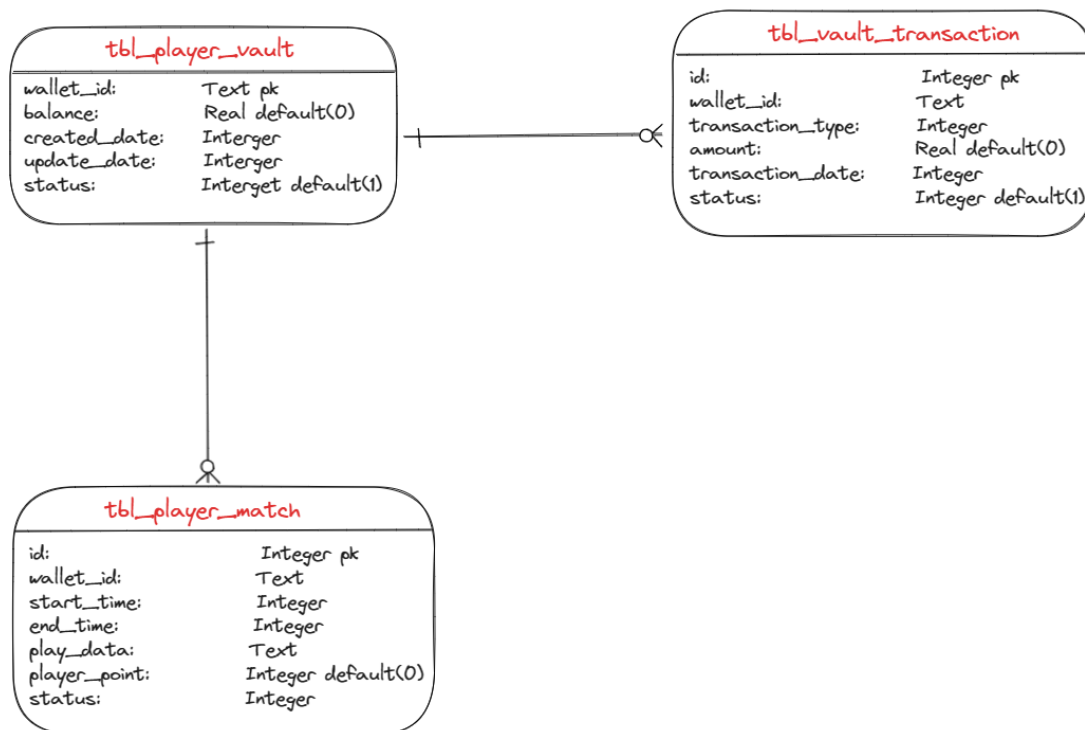 tbl_player_vault
wallet_id: Text pk
balance: Real default(0)
created_date: Interger
update_date: Interger
status: Interget default(1)
tbl_vault_transaction
id: Integer pk
wallet_id: Text
transaction_type: Integer
amount: Real default(0)
transaction_date: Integer
status: Integer default(1)
tbl_player_match
id: Integer pk
wallet_id: Text
start_time: Integer
end_time: Integer
play_data: Text
player_point: Integer default(0)
status: Integer